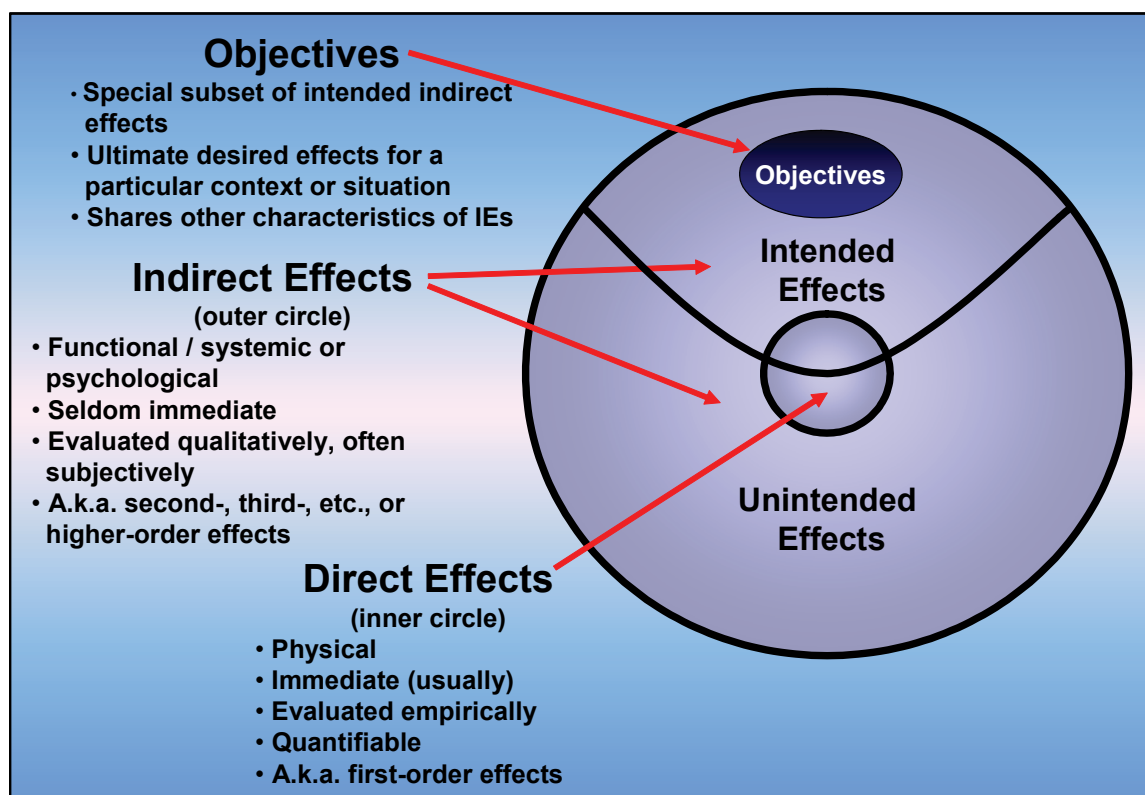 Objectives
• Special subset of intended indirect
effects
• Ultimate desired effects for a
particular context or situation
• Shares other characteristics of IEs
Indirect Effects
(outer circle)
• Functional / systemic or
psychological
• Seldom immediate
• Evaluated qualitatively, often
subjectively
• A.k.a. second-, third-, etc., or
higher-order effects
Direct Effects
(inner circle)
• Physical
• Immediate (usually)
• Evaluated empirically
• Quantifiable
• A.k.a. first-order effects
Objectives
Intended
Effects
Unintended
Effects